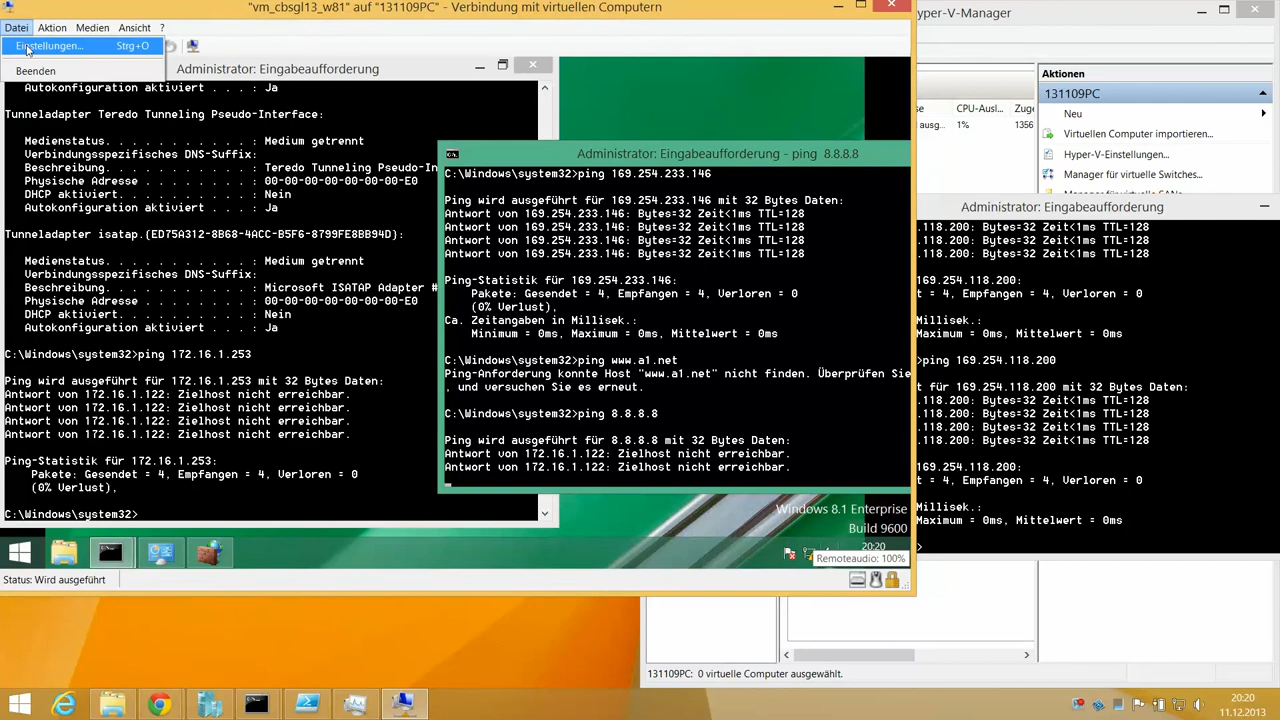 "vm_cbsgl13_w81" auf "131109PC" - Verbindung mit virtuellen Computern
Datei Aktion Medien Ansicht ?
Einstellungen... Strg+O
Beenden
Administrator: Eingabeaufforderung
Autokonfiguration aktiviert . . . : Ja
Tunneladapter Teredo Tunneling Pseudo-Interface:
Medienstatus. . . . . . . . . . . : Medium getrennt
Verbindungsspezifisches DNS-Suffix:
Beschreibung. . . . . . . . . . . : Teredo Tunneling Pseudo-In
Physische Adresse . . . . . . . . : 00-00-00-00-00-00-00-E0
DHCP aktiviert. . . . . . . . . . : Nein
Autokonfiguration aktiviert . . . : Ja
Tunneladapter isatap.{ED75A312-8B68-4ACC-B5F6-8799FE8BB94D}:
Medienstatus. . . . . . . . . . . : Medium getrennt
Verbindungsspezifisches DNS-Suffix:
Beschreibung. . . . . . . . . . . : Microsoft ISATAP Adapter #
Physische Adresse . . . . . . . . : 00-00-00-00-00-00-00-E0
DHCP aktiviert. . . . . . . . . . : Nein
Autokonfiguration aktiviert . . . : Ja
C:\Windows\system32>ping 172.16.1.253
Ping wird ausgeführt für 172.16.1.253 mit 32 Bytes Daten:
Antwort von 172.16.1.122: Zielhost nicht erreichbar.
Antwort von 172.16.1.122: Zielhost nicht erreichbar.
Antwort von 172.16.1.122: Zielhost nicht erreichbar.
Antwort von 172.16.1.122: Zielhost nicht erreichbar.
Ping-Statistik für 172.16.1.253:
Pakete: Gesendet = 4, Empfangen = 4, Verloren = 0
(0% Verlust),
C:\Windows\system32>
Administrator: Eingabeaufforderung - ping 8.8.8.8
C:\Windows\system32>ping 169.254.233.146
Ping wird ausgeführt für 169.254.233.146 mit 32 Bytes Daten:
Antwort von 169.254.233.146: Bytes=32 Zeit<1ms TTL=128
Antwort von 169.254.233.146: Bytes=32 Zeit<1ms TTL=128
Antwort von 169.254.233.146: Bytes=32 Zeit<1ms TTL=128
Antwort von 169.254.233.146: Bytes=32 Zeit<1ms TTL=128
Ping-Statistik für 169.254.233.146:
Pakete: Gesendet = 4, Empfangen = 4, Verloren = 0
(0% Verlust),
Ca. Zeitangaben in Millisek.:
Minimum = 0ms, Maximum = 0ms, Mittelwert = 0ms
C:\Windows\system32>ping www.a1.net
Ping-Anforderung konnte Host "www.a1.net" nicht finden. Überprüfen Sie
, und versuchen Sie es erneut.
C:\Windows\system32>ping 8.8.8.8
Ping wird ausgeführt für 8.8.8.8 mit 32 Bytes Daten:
Antwort von 172.16.1.122: Zielhost nicht erreichbar.
Antwort von 172.16.1.122: Zielhost nicht erreichbar.
Windows 8.1 Enterprise
Build 9600
20:20
Remoteaudio: 100%
Status: Wird ausgeführt
yper-V-Manager
se CPU-Ausl... Zuge
ausg... 1% 1356
Aktionen
131109PC
Neu
Virtuellen Computer importieren...
Hyper-V-Einstellungen...
Manager für virtuelle Switches...
Manager für virtuelle SANs...
Administrator: Eingabeaufforderung
.118.200: Bytes=32 Zeit<1ms TTL=128
.118.200: Bytes=32 Zeit<1ms TTL=128
169.254.118.200:
t = 4, Empfangen = 4, Verloren = 0
Millisek.:
Maximum = 0ms, Mittelwert = 0ms
>ping 169.254.118.200
t für 169.254.118.200 mit 32 Bytes Daten:
.118.200: Bytes=32 Zeit<1ms TTL=128
.118.200: Bytes=32 Zeit<1ms TTL=128
.118.200: Bytes=32 Zeit<1ms TTL=128
.118.200: Bytes=32 Zeit<1ms TTL=128
169.254.118.200:
t = 4, Empfangen = 4, Verloren = 0
Millisek.:
Maximum = 0ms, Mittelwert = 0ms
>
131109PC: 0 virtuelle Computer ausgewählt.
20:20
11.12.2013